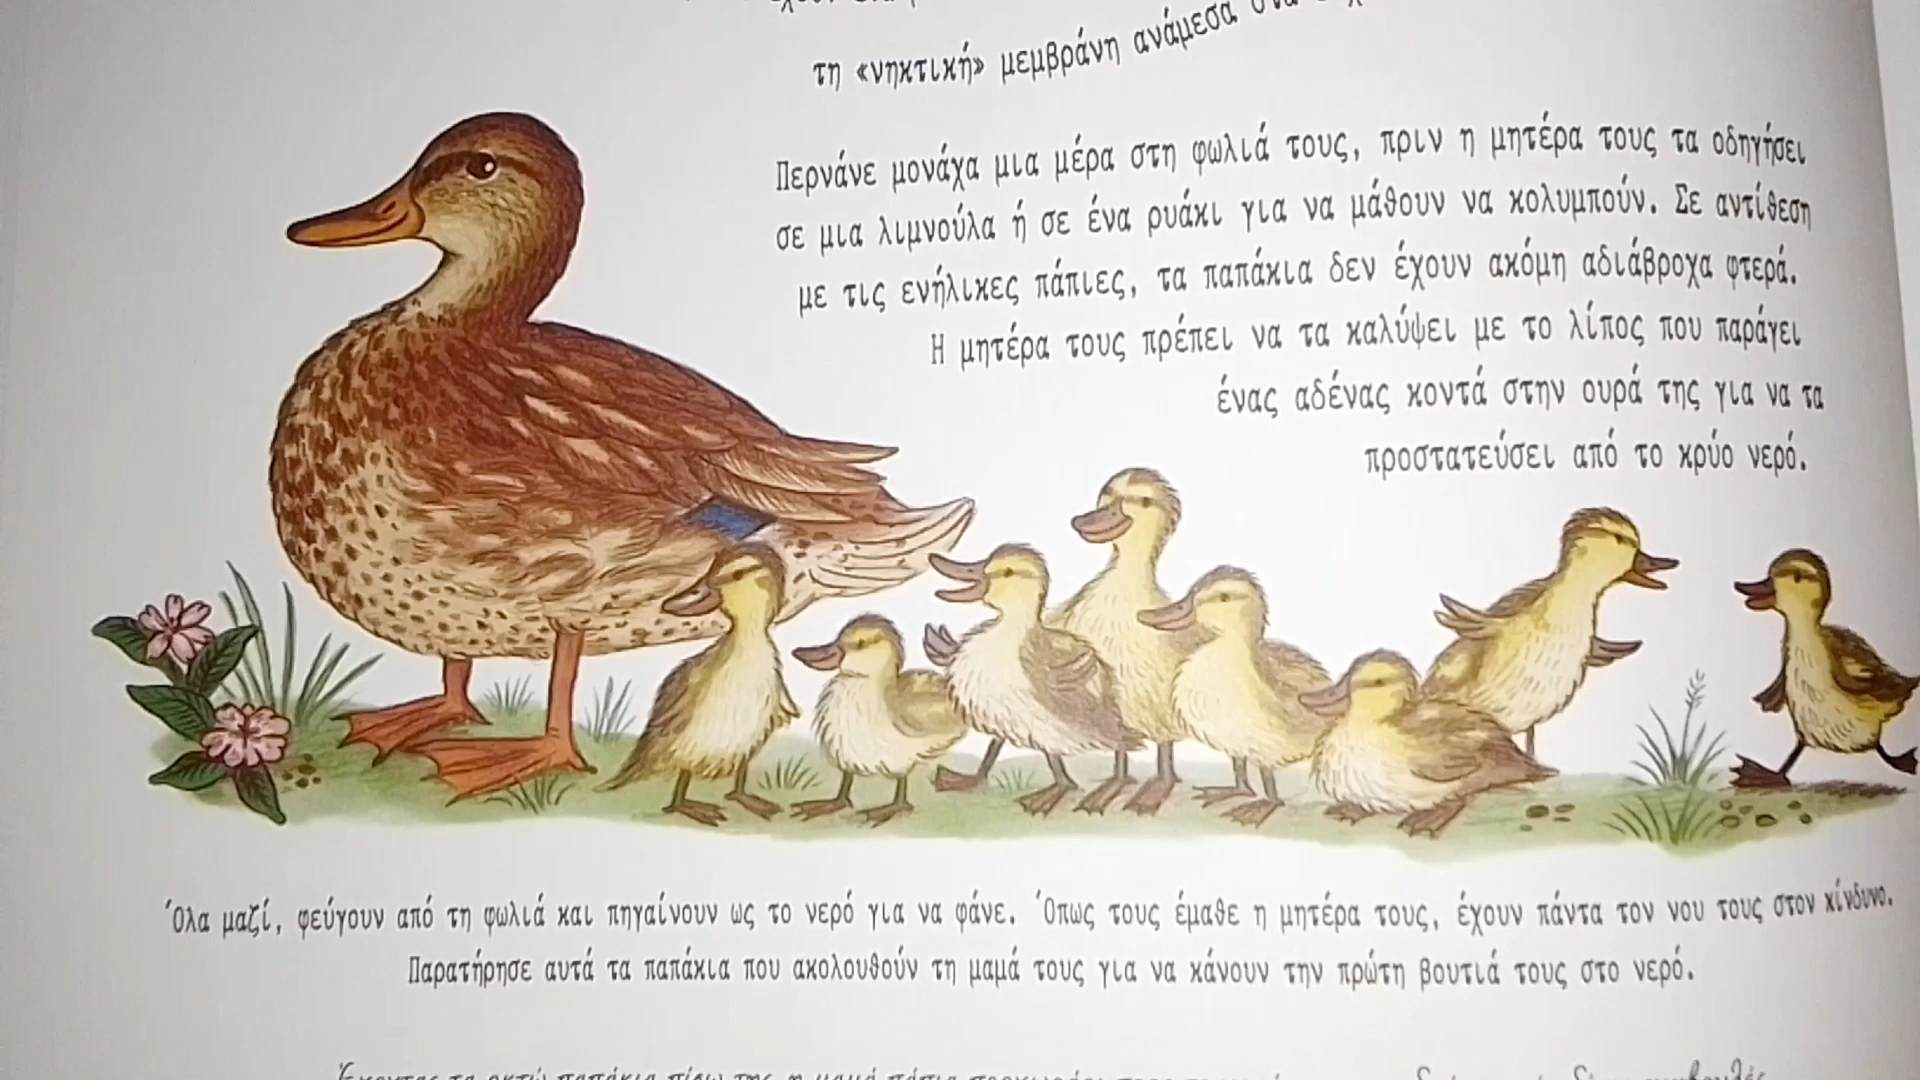 τη «νηκτική» μεμβράνη ανάμεσα
Περνάνε μονάχα μια μέρα στη φωλιά τους, πριν η μητέρα τους τα οδηγήσει
σε μια λιμνούλα ή σε ένα ρυάκι για να μάθουν να κολυμπούν. Σε αντίθεση
με τις ενήλικες πάπιες, τα παπάκια δεν έχουν ακόμη αδιάβροχα φτερά.
Η μητέρα τους πρέπει να τα καλύψει με το λίπος που παράγει
ένας αδένας κοντά στην ουρά της για να τα
προστατεύσει από το κρύο νερό.
Όλα μαζί, φεύγουν από τη φωλιά και πηγαίνουν ως το νερό για να φάνε. Όπως τους έμαθε η μητέρα τους, έχουν πάντα τον νου τους στον κίνδυνο.
Παρατήρησε αυτά τα παπάκια που ακολουθούν τη μαμά τους για να κάνουν την πρώτη βουτιά τους στο νερό.